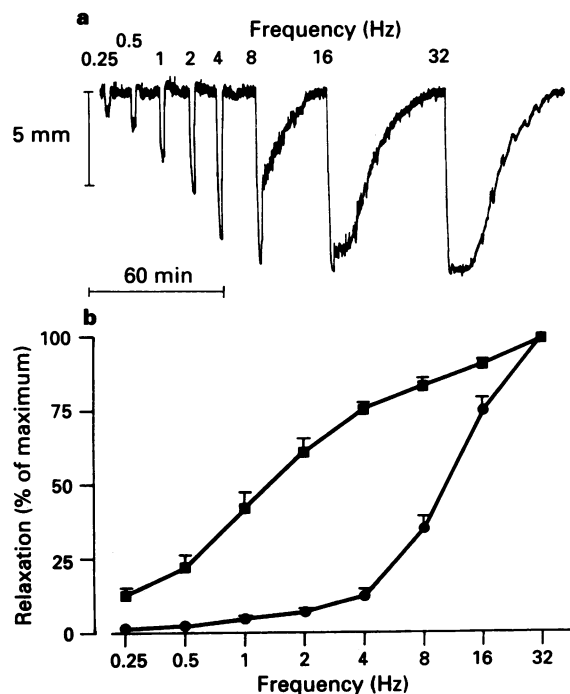 a
Frequency (Hz)
0.25 0.5 1 2 4 8 16 32
5 mm
60 min
b
100
75
50
25
0
Relaxation (% of maximum)
0.25 0.5 1 2 4 8 16 32
Frequency (Hz)